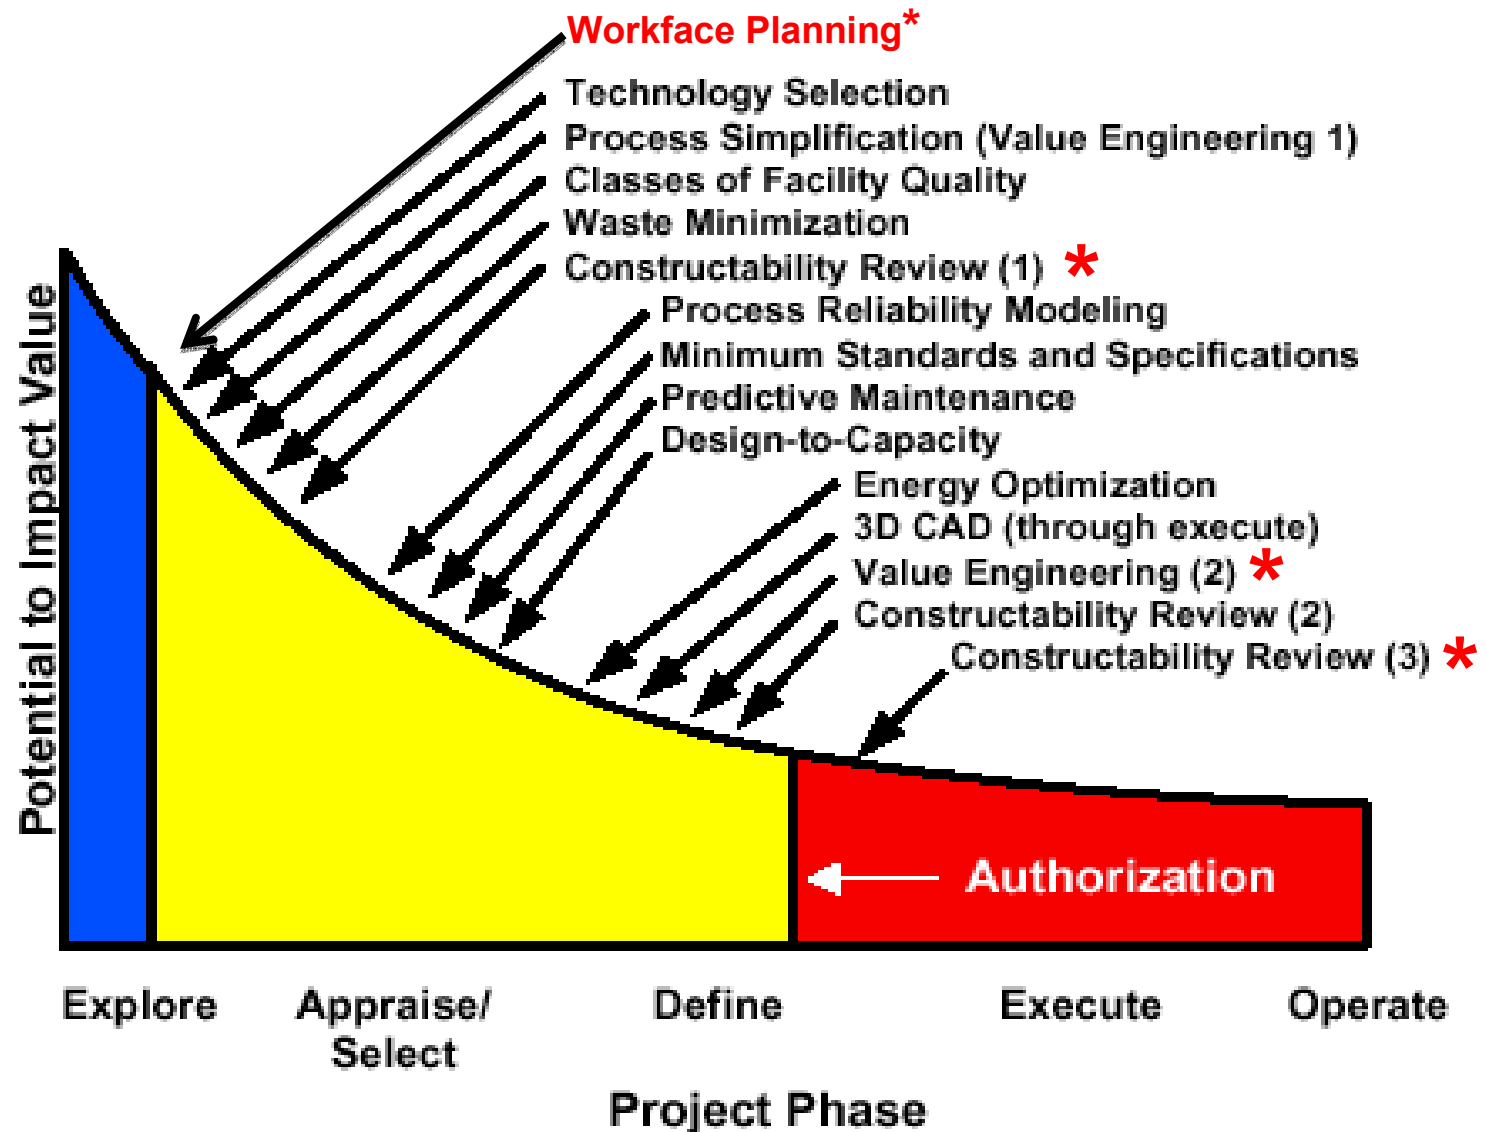 Workface Planning*
Technology Selection
Process Simplification (Value Engineering 1)
Classes of Facility Quality
Waste Minimization
Constructability Review (1) *
Process Reliability Modeling
Minimum Standards and Specifications
Predictive Maintenance
Design-to-Capacity
Energy Optimization
3D CAD (through execute)
Value Engineering (2) *
Constructability Review (2)
Constructability Review (3) *
Potential to Impact Value
Authorization
Explore
Appraise/
Select
Define
Execute
Operate
Project Phase